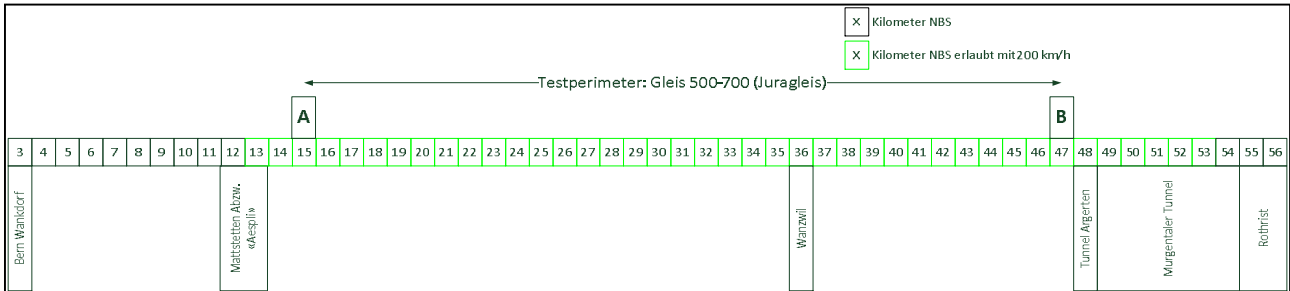 X Kilometer NBS
X Kilometer NBS erlaubt mit200 km/h
Testperimeter: Gleis 500-700 (Juragleis)
A B
3 4 5 6 7 8 9 10 11 12 13 14 15 16 17 18 19 20 21 22 23 24 25 26 27 28 29 30 31 32 33 34 35 36 37 38 39 40 41 42 43 44 45 46 47 48 49 50 51 52 53 54 55 56
Bern Wankdorf
Mattstetten Abzw.
«Aespli»
Wanzwil
Tunnel Argerten
Murgentaler Tunnel
Rothrist